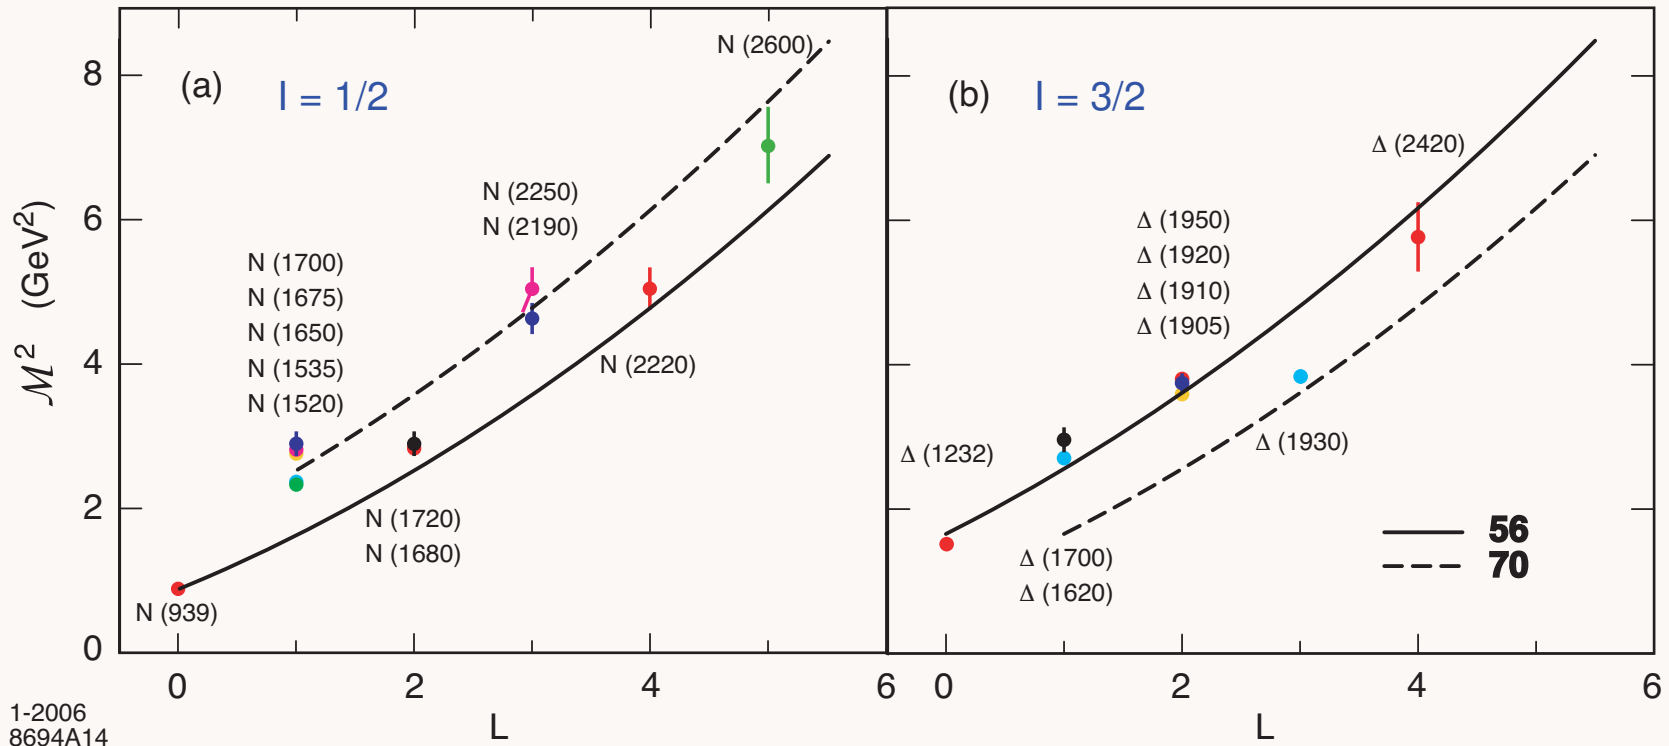 (a)
I = 1/2
N (2600)
N (2250)
N (2190)
N (1700)
N (1675)
N (1650)
N (1535)
N (1520)
N (2220)
N (1720)
N (1680)
N (939)
8
6
4
2
0
ℳ² (GeV²)
0
2
4
6
L
(b)
I = 3/2
Δ (2420)
Δ (1950)
Δ (1920)
Δ (1910)
Δ (1905)
Δ (1232)
Δ (1930)
Δ (1700)
Δ (1620)
56
70
0
2
4
6
L
1-2006
8694A14